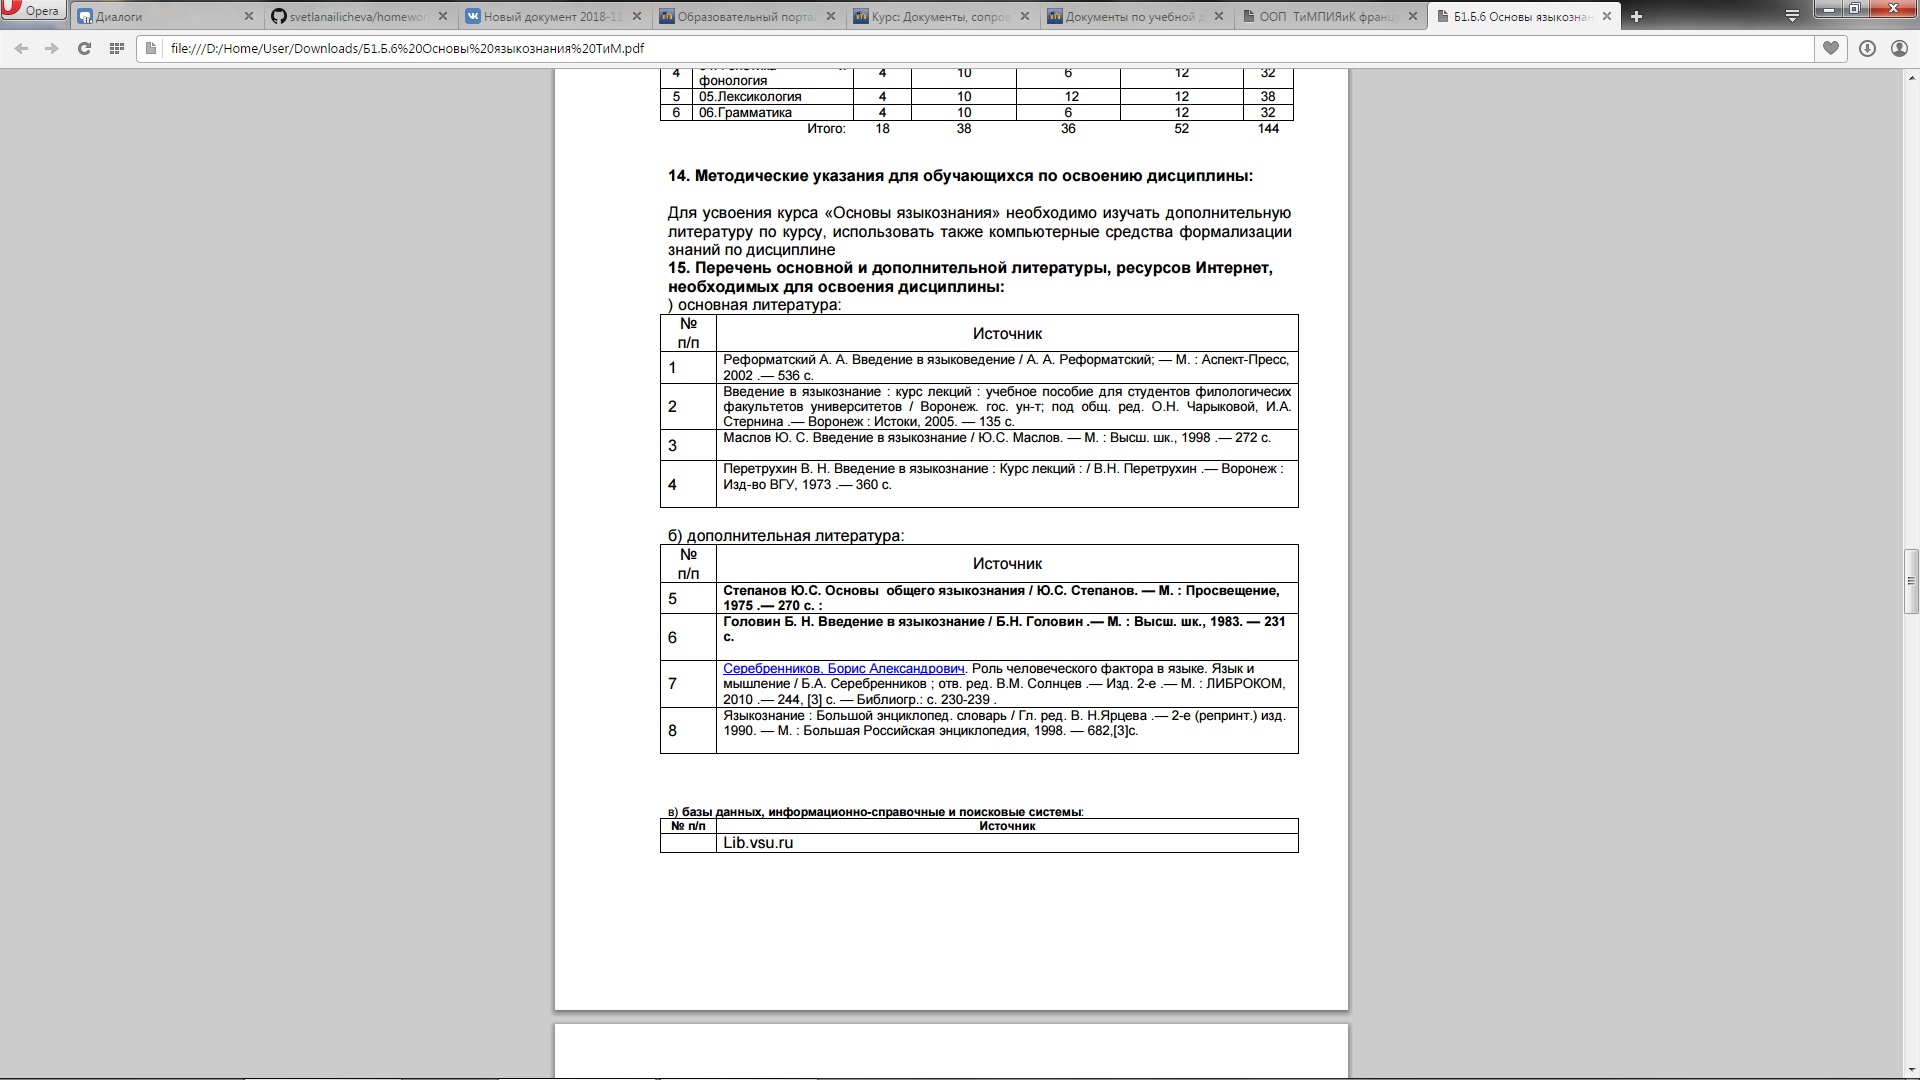 Opera
Диалоги
svetlanailicheva/homewor
Новый документ 2018-11
Образовательный порта
Курс: Документы, сопро
Документы по учебной д
ООП ТиМПИЯиК францу
Б1.Б.6 Основы языкознан
file:///D:/Home/User/Downloads/Б1.Б.6%20Основы%20языкознания%20ТиМ.pdf
4 фонология 4 10 6 12 32
5 05.Лексикология 4 10 12 12 38
6 06.Грамматика 4 10 6 12 32
Итого: 18 38 36 52 144
14. Методические указания для обучающихся по освоению дисциплины:
Для усвоения курса «Основы языкознания» необходимо изучать дополнительную
литературу по курсу, использовать также компьютерные средства формализации
знаний по дисциплине
15. Перечень основной и дополнительной литературы, ресурсов Интернет,
необходимых для освоения дисциплины:
) основная литература:
№
п/п
Источник
1
Реформатский А. А. Введение в языковедение / А. А. Реформатский; — М. : Аспект-Пресс,
2002 .— 536 с.
2
Введение в языкознание : курс лекций : учебное пособие для студентов филологичесих
факультетов университетов / Воронеж. гос. ун-т; под общ. ред. О.Н. Чарыковой, И.А.
Стернина .— Воронеж : Истоки, 2005. — 135 с.
3
Маслов Ю. С. Введение в языкознание / Ю.С. Маслов. — М. : Высш. шк., 1998 .— 272 с.
4
Перетрухин В. Н. Введение в языкознание : Курс лекций : / В.Н. Перетрухин .— Воронеж :
Изд-во ВГУ, 1973 .— 360 с.
б) дополнительная литература:
№
п/п
Источник
5
Степанов Ю.С. Основы общего языкознания / Ю.С. Степанов. — М. : Просвещение,
1975 .— 270 с. :
6
Головин Б. Н. Введение в языкознание / Б.Н. Головин .— М. : Высш. шк., 1983. — 231
с.
7
Серебренников, Борис Александрович. Роль человеческого фактора в языке. Язык и
мышление / Б.А. Серебренников ; отв. ред. В.М. Солнцев .— Изд. 2-е .— М. : ЛИБРОКОМ,
2010 .— 244, [3] с. — Библиогр.: с. 230-239 .
8
Языкознание : Большой энциклопед. словарь / Гл. ред. В. Н.Ярцева .— 2-е (репринт.) изд.
1990. — М. : Большая Российская энциклопедия, 1998. — 682,[3]с.
в) базы данных, информационно-справочные и поисковые системы:
№ п/п Источник
Lib.vsu.ru